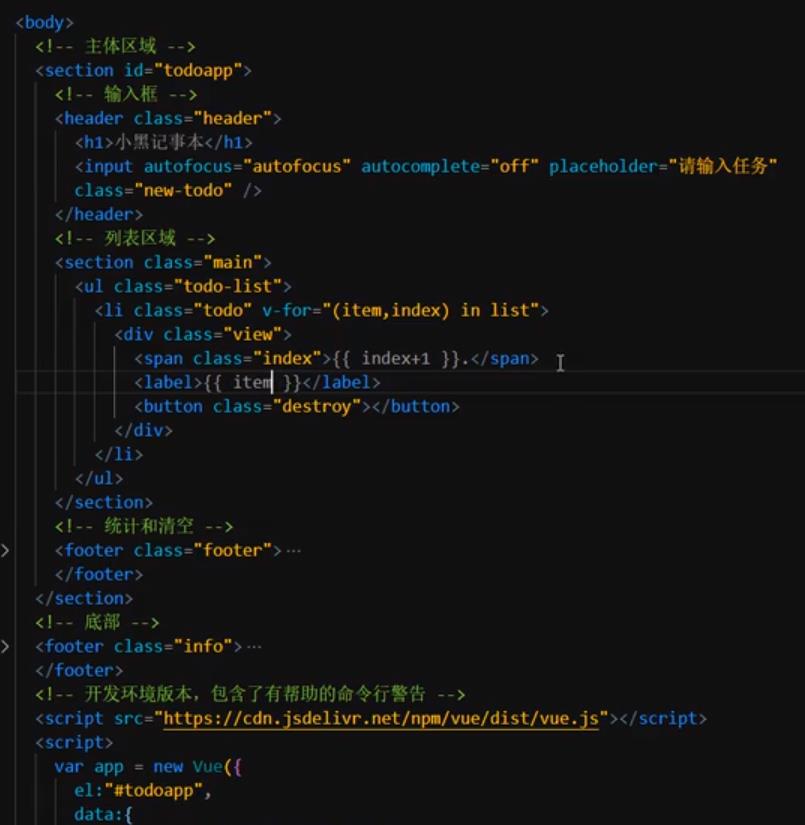 <body>
<!-- 主体区域 -->
<section id="todoapp">
<!-- 输入框 -->
<header class="header">
<h1>小黑记事本</h1>
<input autofocus="autofocus" autocomplete="off" placeholder="请输入任务"
class="new-todo" />
</header>
<!-- 列表区域 -->
<section class="main">
<ul class="todo-list">
<li class="todo" v-for="(item,index) in list">
<div class="view">
<span class="index">{{ index+1 }}.</span>
<label>{{ item }}</label>
<button class="destroy"></button>
</div>
</li>
</ul>
</section>
<!-- 统计和清空 -->
<footer class="footer">…
</footer>
</section>
<!-- 底部 -->
<footer class="info">…
</footer>
<!-- 开发环境版本，包含了有帮助的命令行警告 -->
<script src="https://cdn.jsdelivr.net/npm/vue/dist/vue.js"></script>
<script>
var app = new Vue({
el:"#todoapp",
data:{